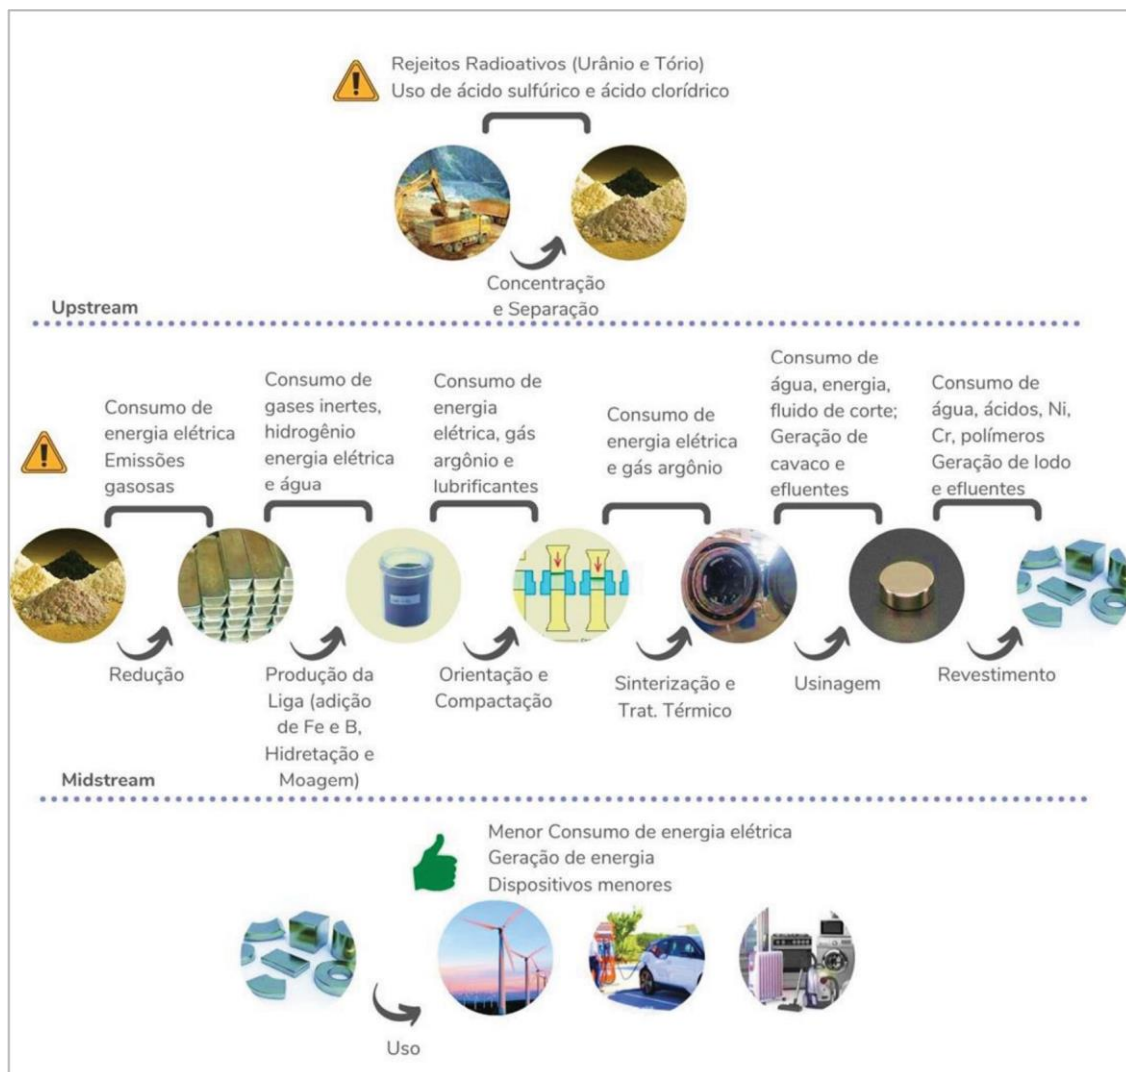 Rejeitos Radioativos (Urânio e Tório)
Uso de ácido sulfúrico e ácido clorídrico
Concentração
e Separação
Upstream
Consumo de
energia elétrica
Emissões
gasosas
Consumo de
gases inertes,
hidrogênio
energia elétrica
e água
Consumo de
energia
elétrica, gás
argônio e
lubrificantes
Consumo de
energia elétrica
e gás argônio
Consumo de
água, energia,
fluido de corte;
Geração de
cavaco e
efluentes
Consumo de
água, ácidos, Ni,
Cr, polímeros
Geração de lodo
e efluentes
Redução
Produção da
Liga (adição
de Fe e B,
Hidretação e
Moagem)
Orientação e
Compactação
Sinterização e
Trat. Térmico
Usinagem
Revestimento
Midstream
Menor Consumo de energia elétrica
Geração de energia
Dispositivos menores
Uso